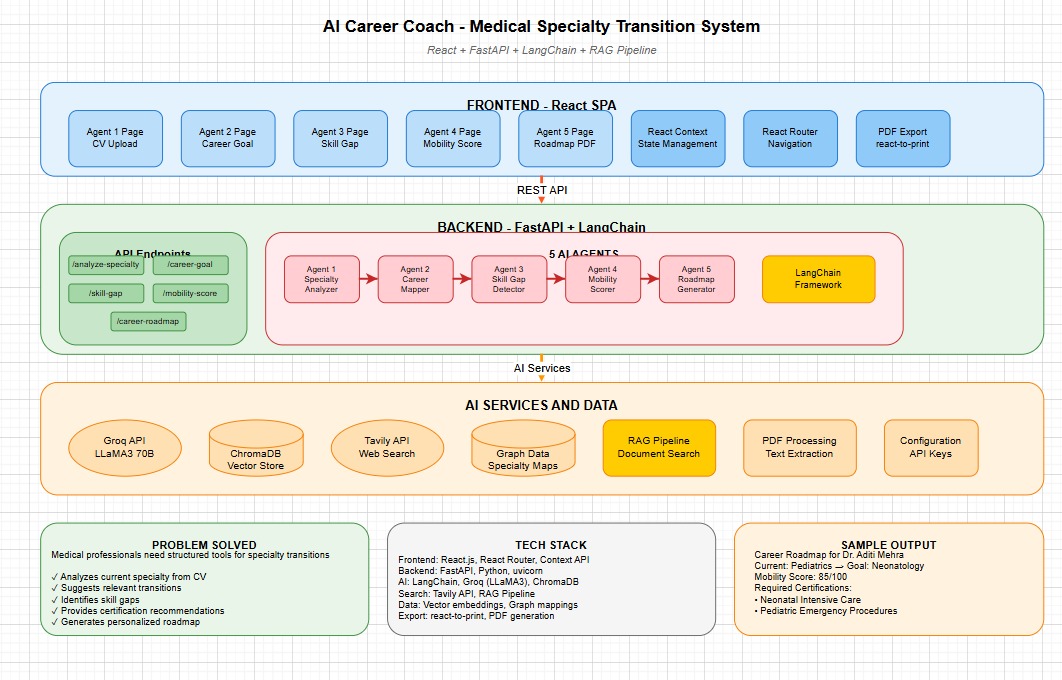 AI Career Coach - Medical Specialty Transition System
React + FastAPI + LangChain + RAG Pipeline
FRONTEND - React SPA
Agent 1 Page
CV Upload
Agent 2 Page
Career Goal
Agent 3 Page
Skill Gap
Agent 4 Page
Mobility Score
Agent 5 Page
Roadmap PDF
React Context
State Management
React Router
Navigation
PDF Export
react-to-print
REST API
BACKEND - FastAPI + LangChain
API Endpoints
/analyze-specialty
/career-goal
/skill-gap
/mobility-score
/career-roadmap
5 AI AGENTS
Agent 1
Specialty
Analyzer
Agent 2
Career
Mapper
Agent 3
Skill Gap
Detector
Agent 4
Mobility
Scorer
Agent 5
Roadmap
Generator
LangChain
Framework
AI Services
AI SERVICES AND DATA
Groq API
LLaMA3 70B
ChromaDB
Vector Store
Tavily API
Web Search
Graph Data
Specialty Maps
RAG Pipeline
Document Search
PDF Processing
Text Extraction
Configuration
API Keys
PROBLEM SOLVED
Medical professionals need structured tools for specialty transitions
✓ Analyzes current specialty from CV
✓ Suggests relevant transitions
✓ Identifies skill gaps
✓ Provides certification recommendations
✓ Generates personalized roadmap
TECH STACK
Frontend: React.js, React Router, Context API
Backend: FastAPI, Python, uvicorn
AI: LangChain, Groq (LLaMA3), ChromaDB
Search: Tavily API, RAG Pipeline
Data: Vector embeddings, Graph mappings
Export: react-to-print, PDF generation
SAMPLE OUTPUT
Career Roadmap for Dr. Aditi Mehra
Current: Pediatrics → Goal: Neonatology
Mobility Score: 85/100
Required Certifications:
• Neonatal Intensive Care
• Pediatric Emergency Procedures